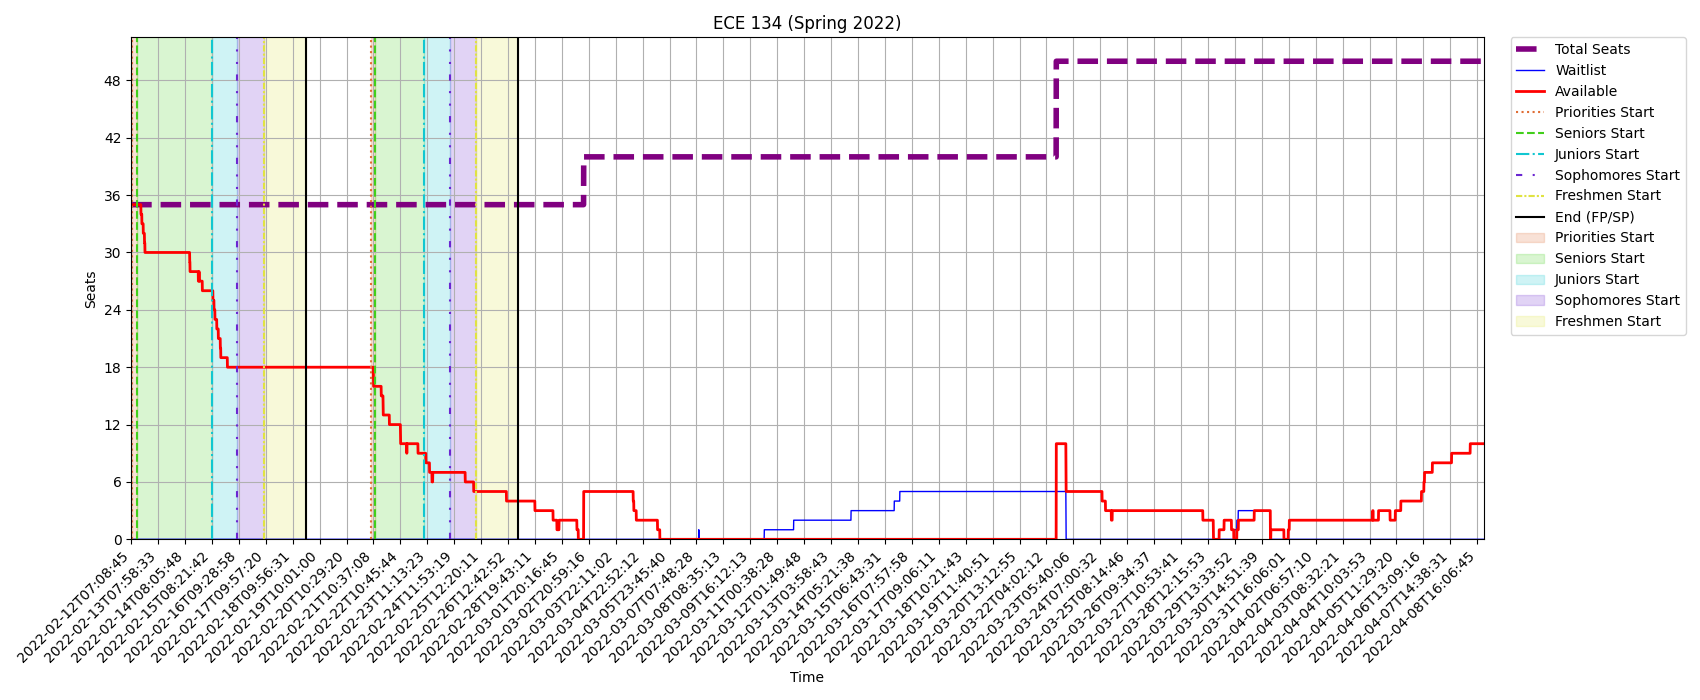 ECE 134 (Spring 2022)
Seats
48
42
36
30
24
18
12
6
0
2022-02-12T07:08:45
2022-02-13T07:58:33
2022-02-14T08:05:48
2022-02-15T08:21:42
2022-02-16T09:28:58
2022-02-17T09:57:20
2022-02-18T09:56:31
2022-02-19T10:01:00
2022-02-20T10:29:20
2022-02-21T10:37:08
2022-02-22T10:45:44
2022-02-23T11:13:23
2022-02-24T11:53:19
2022-02-25T12:20:11
2022-02-26T12:42:52
2022-02-28T19:43:11
2022-03-01T20:16:45
2022-03-02T20:59:16
2022-03-03T22:11:02
2022-03-04T22:52:12
2022-03-05T23:45:40
2022-03-07T07:48:28
2022-03-08T08:35:13
2022-03-09T16:12:13
2022-03-11T00:38:28
2022-03-12T01:49:48
2022-03-13T03:58:43
2022-03-14T05:21:38
2022-03-15T06:43:31
2022-03-16T07:57:58
2022-03-17T09:06:11
2022-03-18T10:21:43
2022-03-19T11:40:51
2022-03-20T13:12:55
2022-03-22T04:02:12
2022-03-23T05:40:06
2022-03-24T07:00:32
2022-03-25T08:14:46
2022-03-26T09:34:37
2022-03-27T10:53:41
2022-03-28T12:15:53
2022-03-29T13:33:52
2022-03-30T14:51:39
2022-03-31T16:06:01
2022-04-02T06:57:10
2022-04-03T08:32:21
2022-04-04T10:03:53
2022-04-05T11:29:20
2022-04-06T13:09:16
2022-04-07T14:38:31
2022-04-08T16:06:45
Time
Total Seats
Waitlist
Available
Priorities Start
Seniors Start
Juniors Start
Sophomores Start
Freshmen Start
End (FP/SP)
Priorities Start
Seniors Start
Juniors Start
Sophomores Start
Freshmen Start